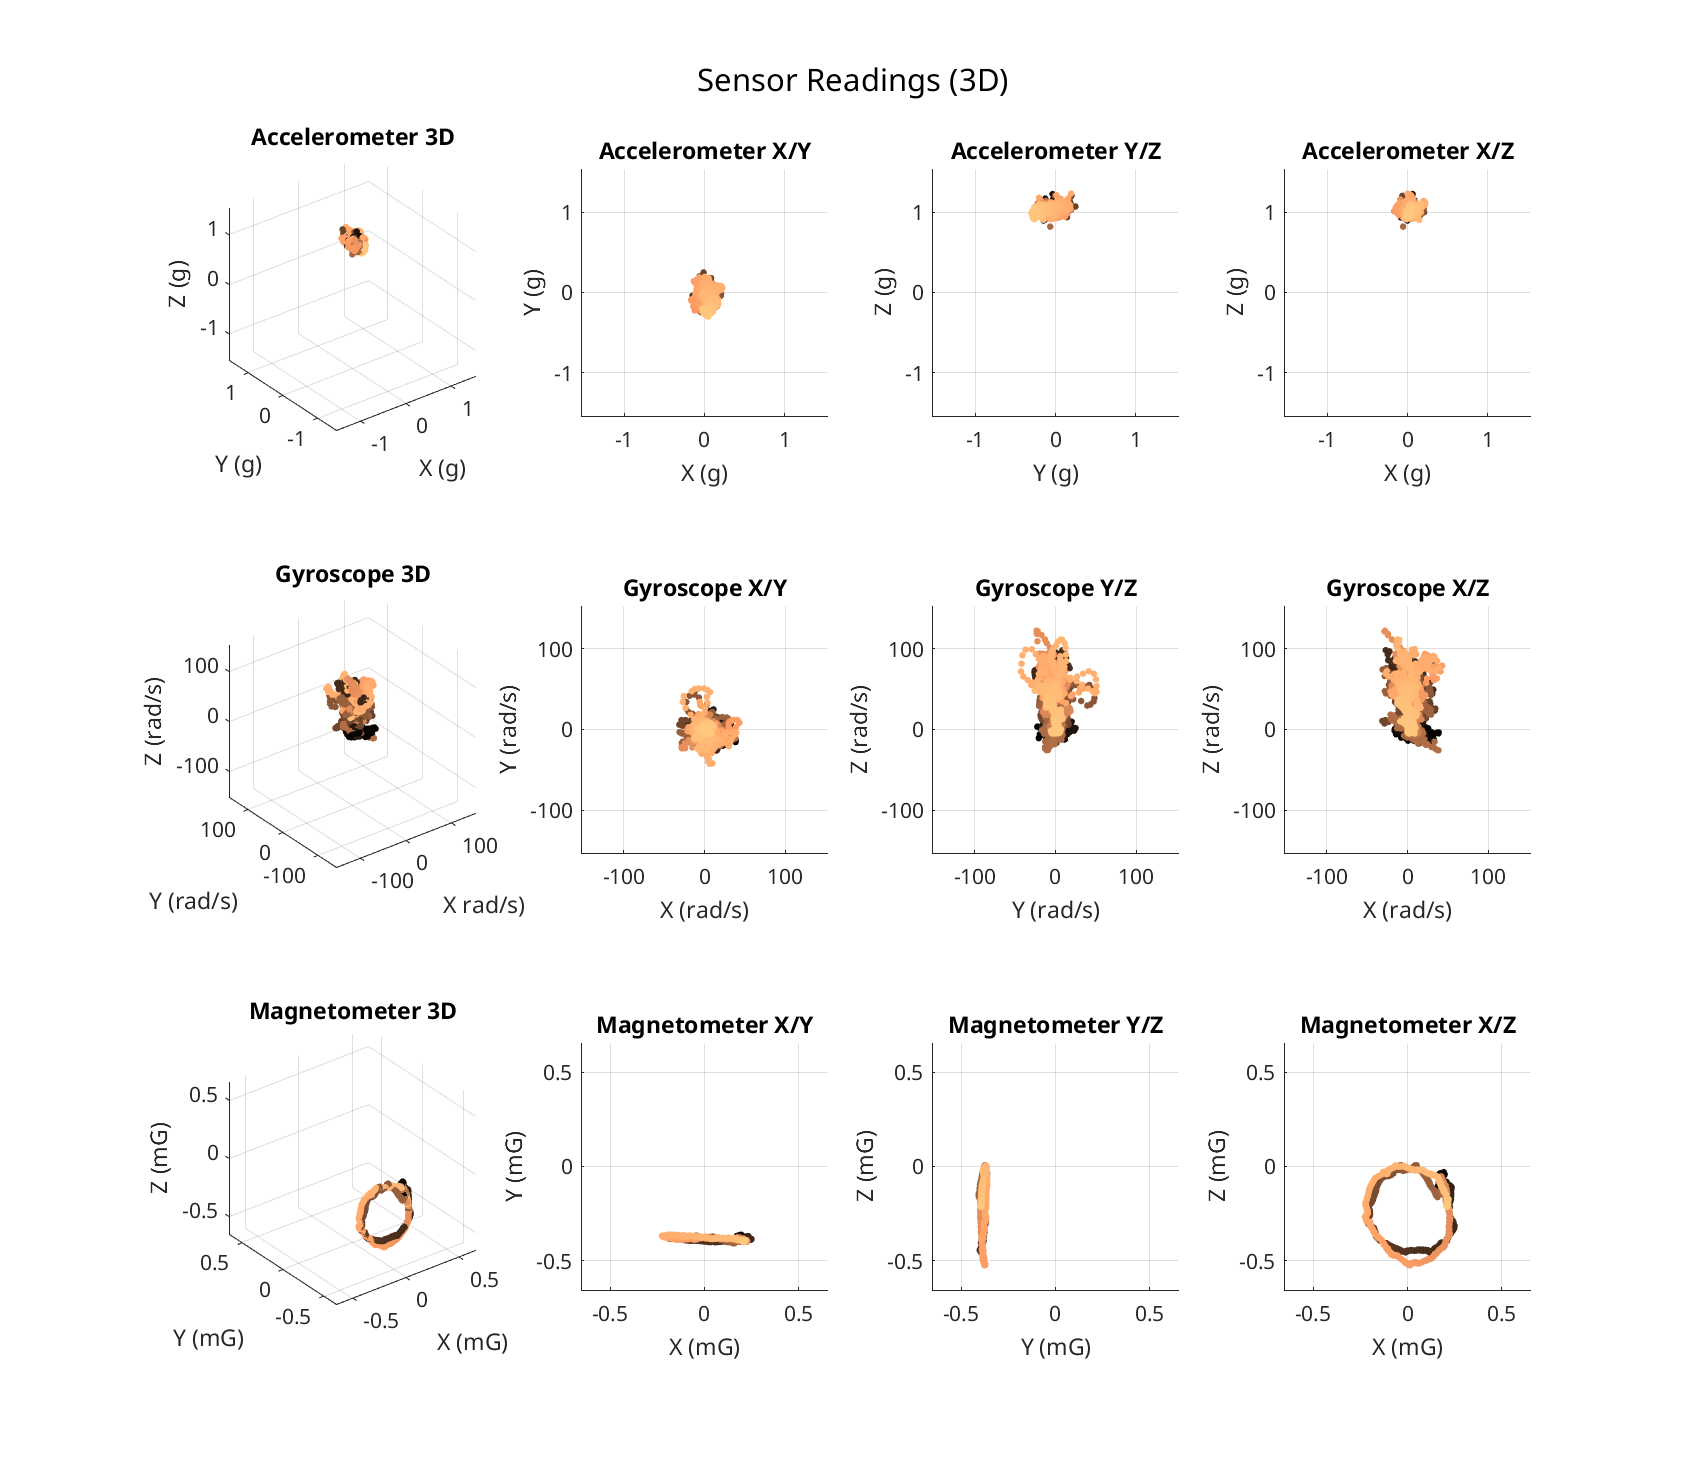 Sensor Readings (3D)
Accelerometer 3D
Accelerometer X/Y
Accelerometer Y/Z
Accelerometer X/Z
1
0
-1
Z (g)
1
0
-1
Y (g)
-1
0
1
X (g)
1
0
-1
Y (g)
-1
0
1
X (g)
1
0
-1
Z (g)
-1
0
1
Y (g)
1
0
-1
Z (g)
-1
0
1
X (g)
Gyroscope 3D
Gyroscope X/Y
Gyroscope Y/Z
Gyroscope X/Z
100
0
-100
Z (rad/s)
100
0
-100
Y (rad/s)
-100
0
100
X rad/s)
100
0
-100
Y (rad/s)
-100
0
100
X (rad/s)
100
0
-100
Z (rad/s)
-100
0
100
Y (rad/s)
100
0
-100
Z (rad/s)
-100
0
100
X (rad/s)
Magnetometer 3D
Magnetometer X/Y
Magnetometer Y/Z
Magnetometer X/Z
0.5
0
-0.5
Z (mG)
0.5
0
-0.5
Y (mG)
-0.5
0
0.5
X (mG)
0.5
0
-0.5
Y (mG)
-0.5
0
0.5
X (mG)
0.5
0
-0.5
Z (mG)
-0.5
0
0.5
Y (mG)
0.5
0
-0.5
Z (mG)
-0.5
0
0.5
X (mG)